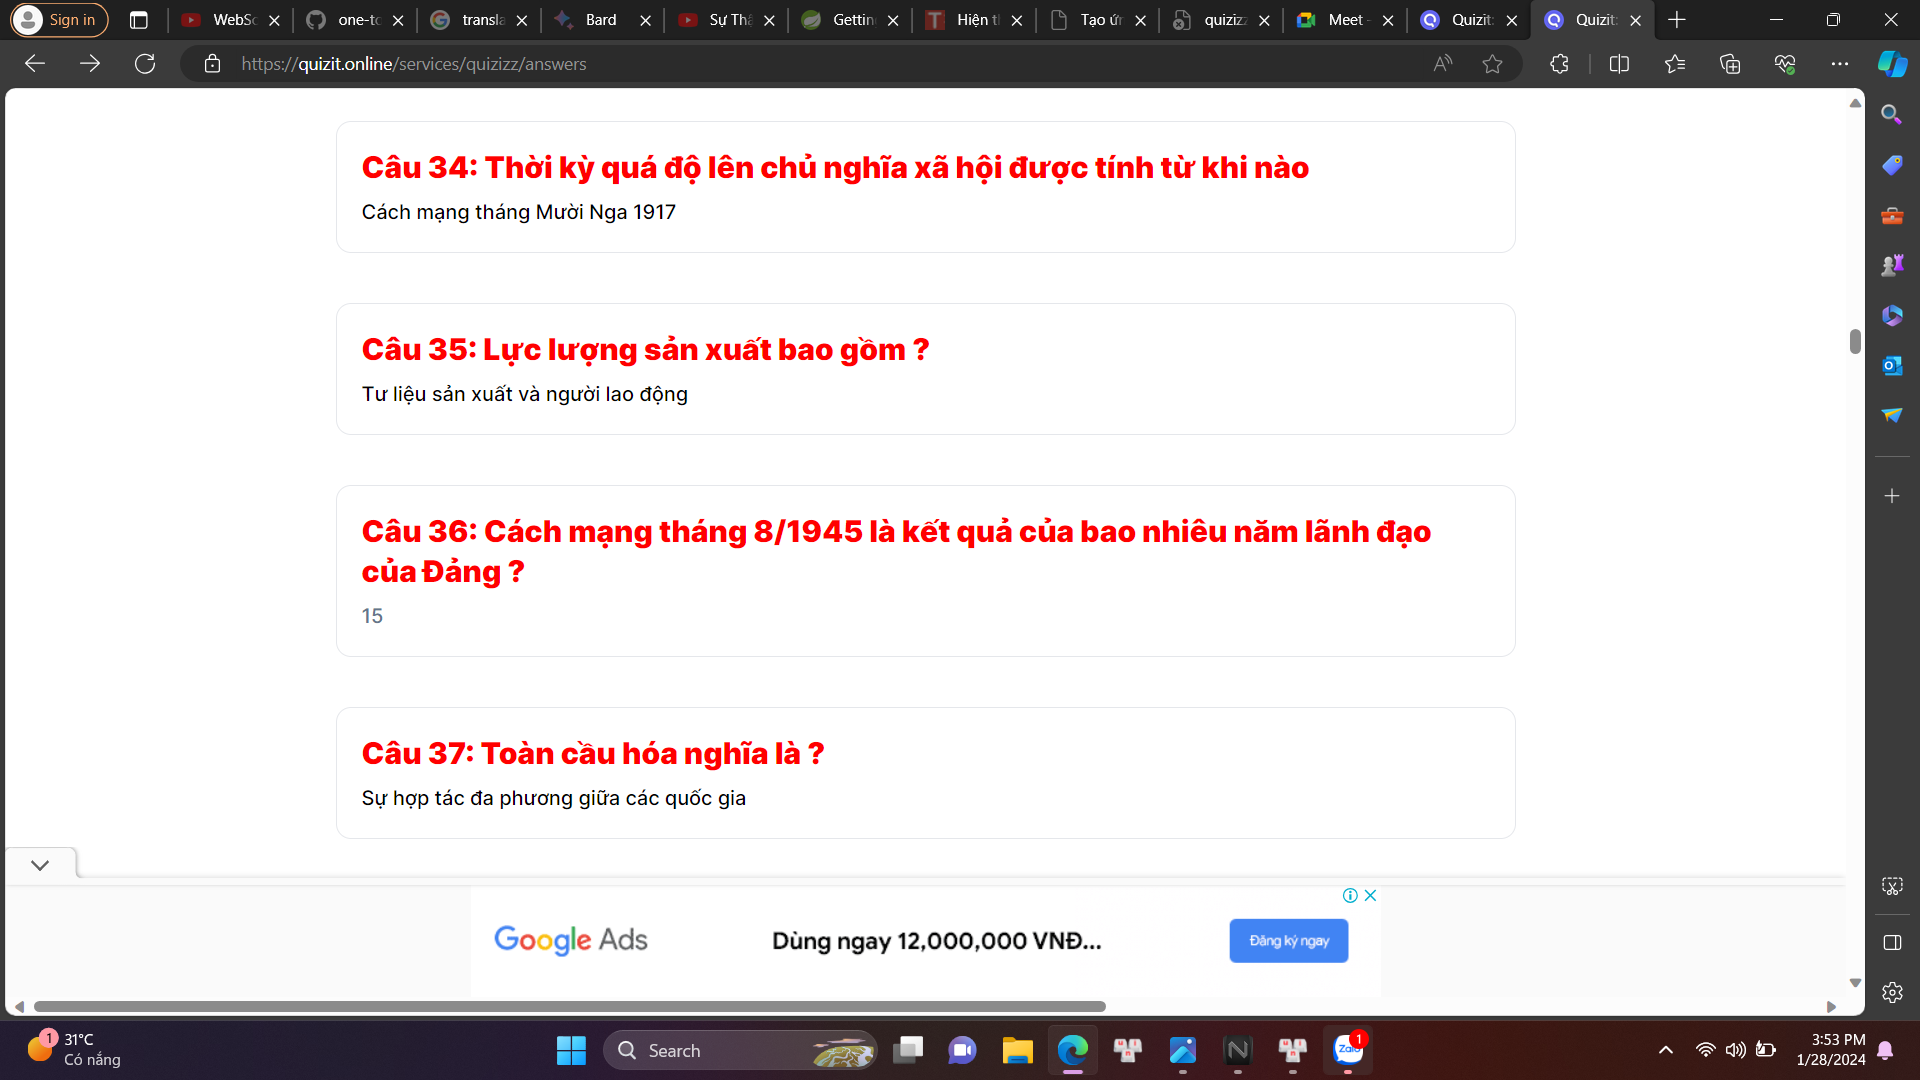 Sign in
WebSc
one-to
transla
Bard
Sự Thậ
Gettin
Hiện th
Tạo ứn
quizizz
Meet -
Quizit:
Quizit:
https://quizit.online/services/quizizz/answers
Câu 34: Thời kỳ quá độ lên chủ nghĩa xã hội được tính từ khi nào
Cách mạng tháng Mười Nga 1917
Câu 35: Lực lượng sản xuất bao gồm ?
Tư liệu sản xuất và người lao động
Câu 36: Cách mạng tháng 8/1945 là kết quả của bao nhiêu năm lãnh đạo
của Đảng ?
15
Câu 37: Toàn cầu hóa nghĩa là ?
Sự hợp tác đa phương giữa các quốc gia
Google Ads
Dùng ngay 12,000,000 VNĐ...
Đăng ký ngay
1
31°C
Có nắng
Search
Zalo
1
3:53 PM
1/28/2024